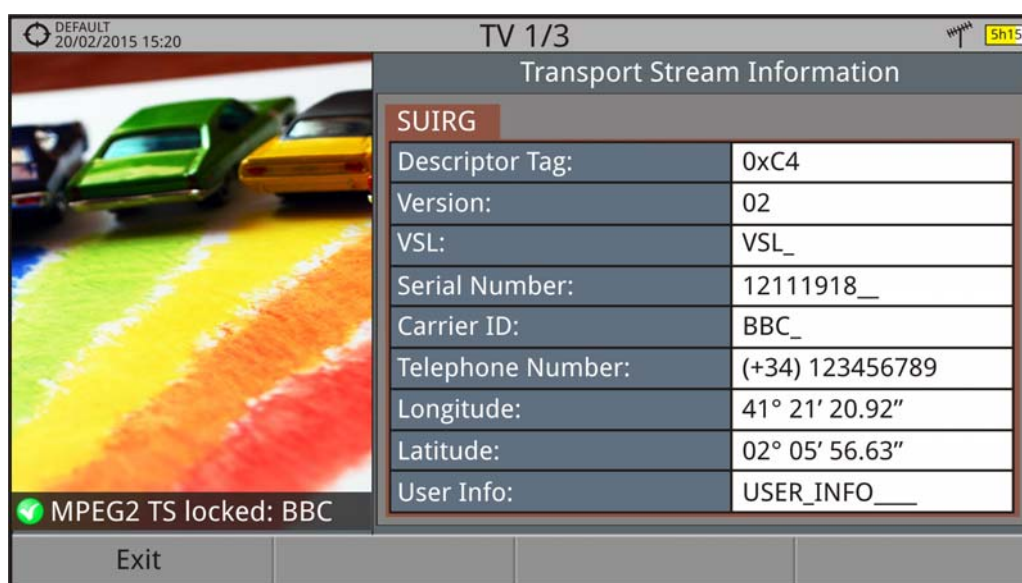 DEFAULT
20/02/2015 15:20
TV 1/3
5h15
Transport Stream Information
SUIRG
Descriptor Tag: 0xC4
Version: 02
VSL: VSL_
Serial Number: 12111918__
Carrier ID: BBC_
Telephone Number: (+34) 123456789
Longitude: 41° 21′ 20.92″
Latitude: 02° 05′ 56.63″
User Info: USER_INFO____
MPEG2 TS locked: BBC
Exit